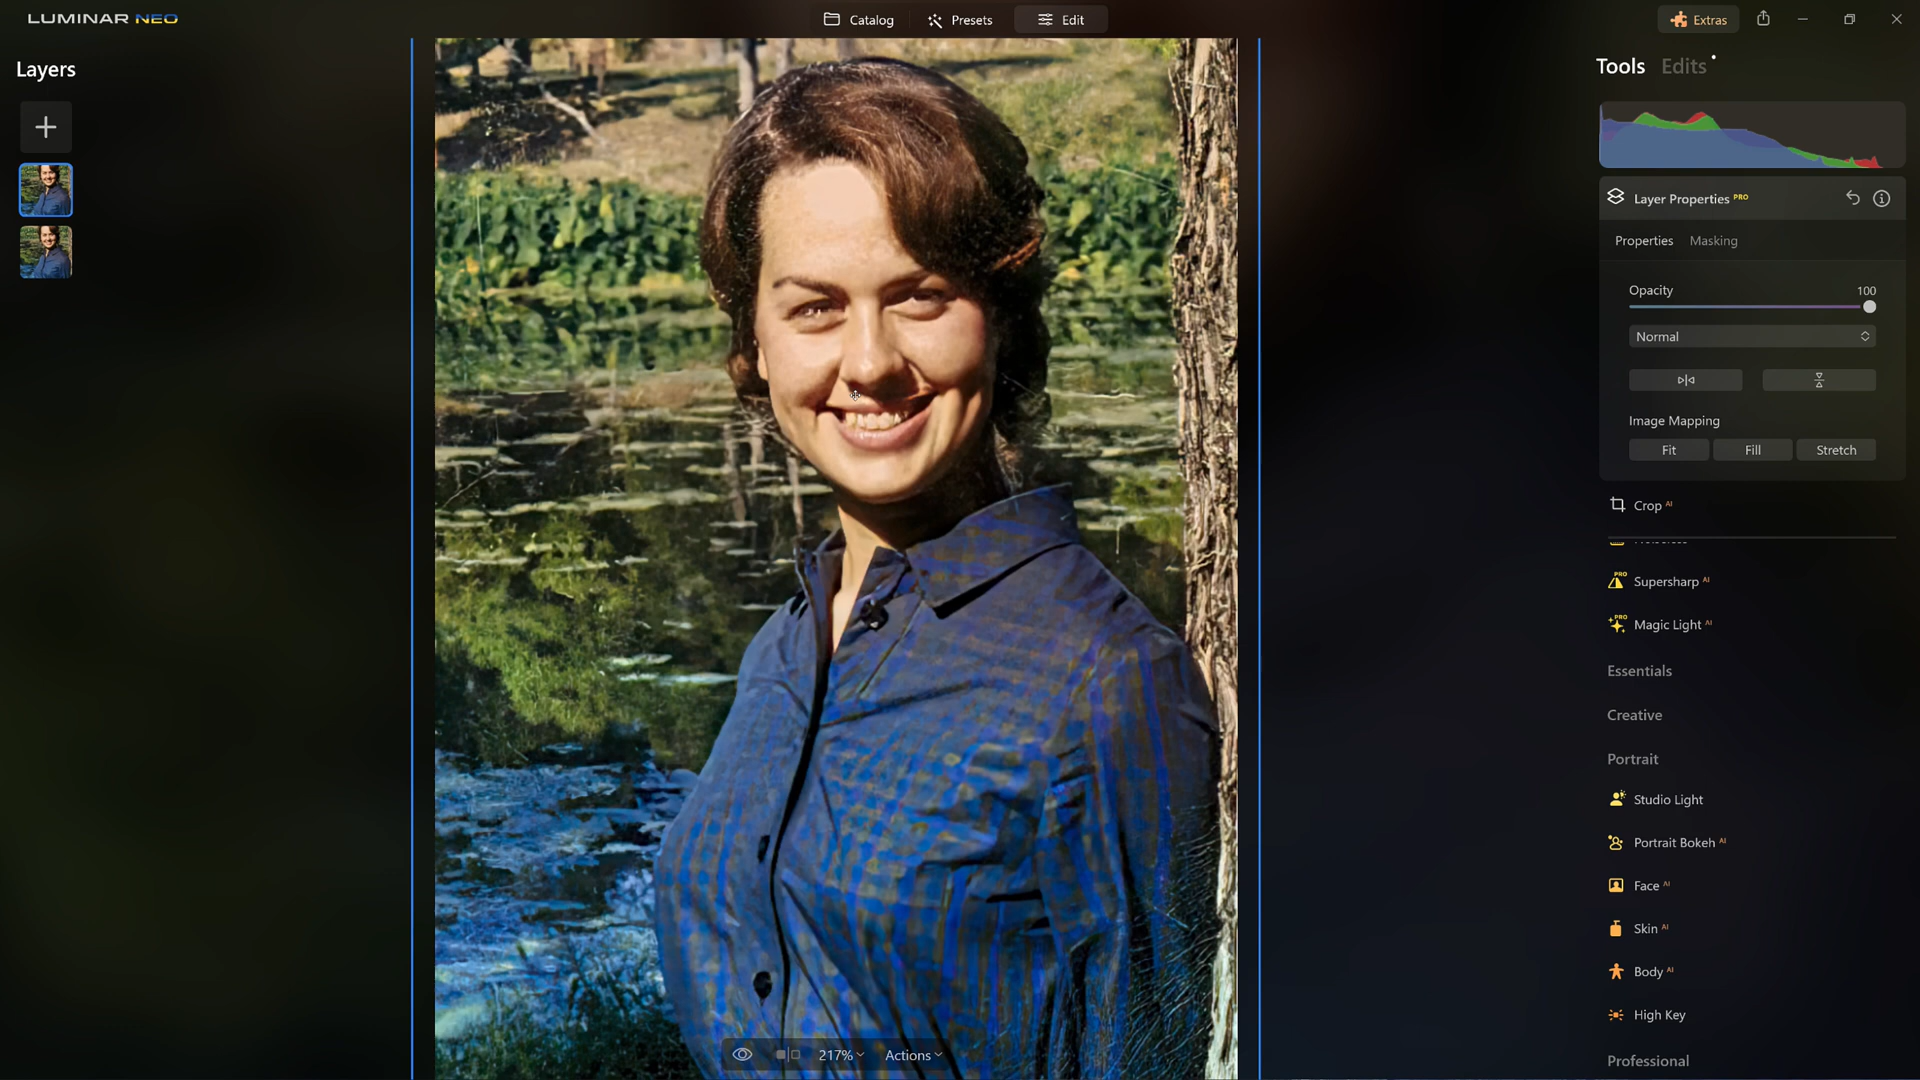 LUMINAR NEO
Catalog
Presets
Edit
Extras
Layers
Tools
Edits
Layer Properties PRO
Properties
Masking
Opacity
100
Normal
Image Mapping
Fit
Fill
Stretch
Crop AI
PRO
Supersharp AI
PRO
Magic Light AI
Essentials
Creative
Portrait
Studio Light
Portrait Bokeh AI
Face AI
Skin AI
Body AI
High Key
Professional
217%
Actions